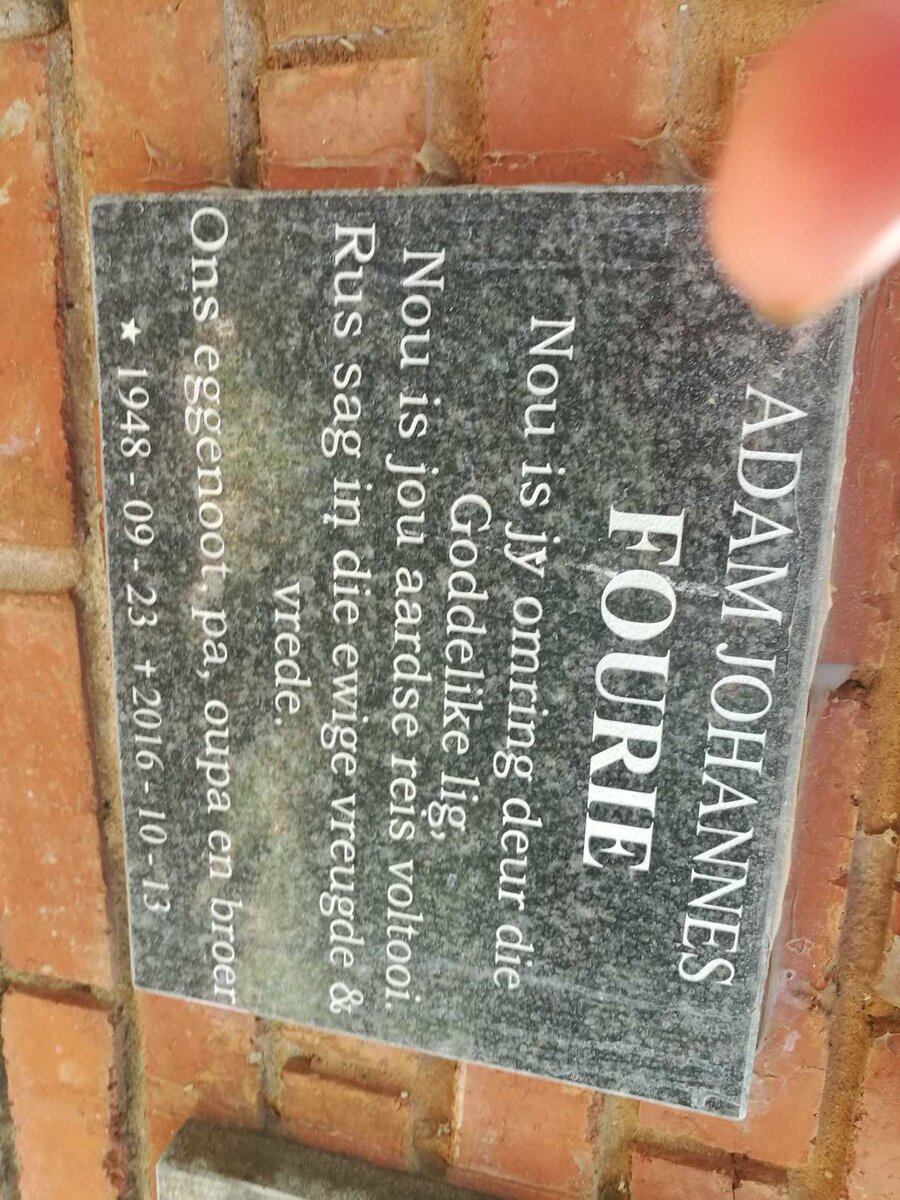 ADAM JOHANNES
FOURIE
Nou is jy omring deur die
Goddelike lig,
Nou is jou aardse reis voltooi.
Rus sag in die ewige vreugde &
vrede.
Ons eggenoot, pa, oupa en broer
★ 1948 - 09 - 23 ✝ 2016 - 10 - 13